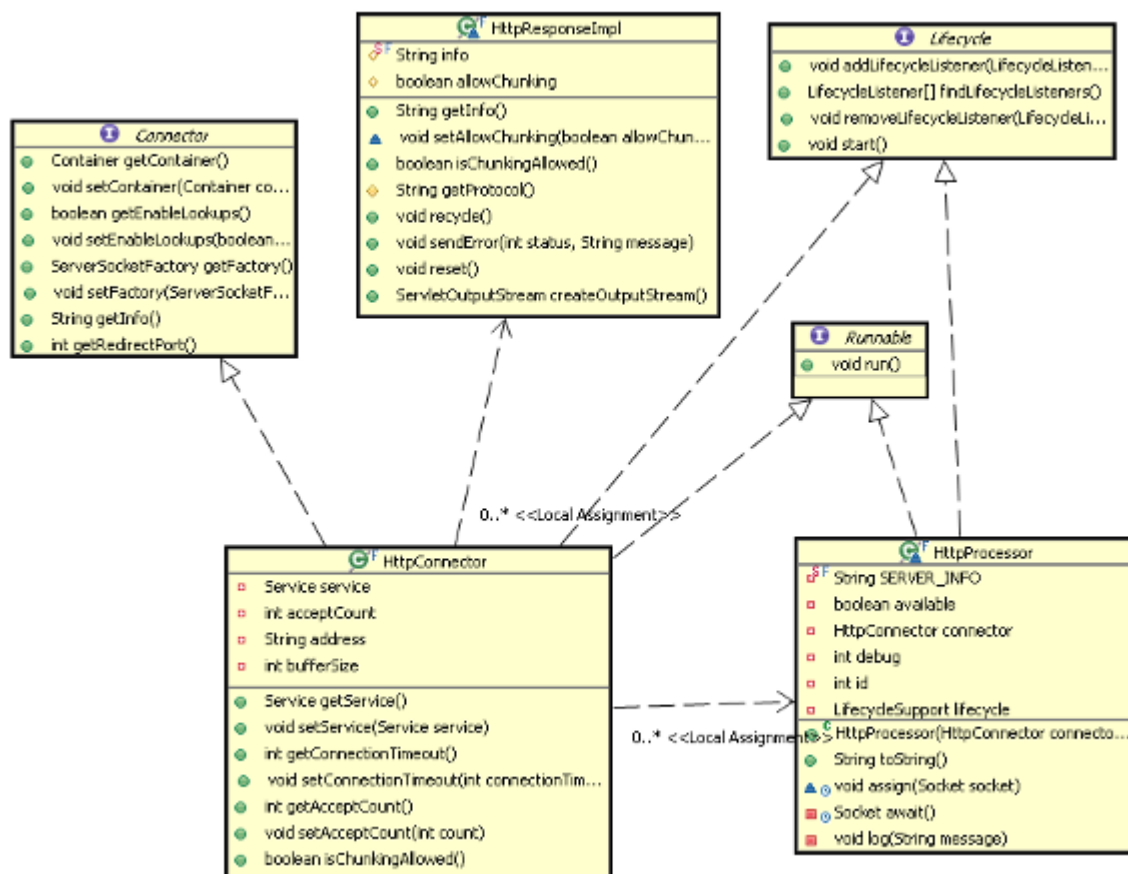 HttpResponseImpl
String info
boolean allowChunking
String getInfo()
void setAllowChunking(boolean allowChun...
boolean isChunkingAllowed()
String getProtocol()
void recycle()
void sendError(int status, String message)
void reset()
ServletOutputStream createOutputStream()
Lifecycle
void addLifecycleListener(LifecycleListen...
LifecycleListener[] findLifecycleListeners()
void removeLifecycleListener(LifecycleLi...
void start()
Connector
Container getContainer()
void setContainer(Container co...
boolean getEnableLookups()
void setEnableLookups(boolean...
ServerSocketFactory getFactory()
void setFactory(ServerSocketF...
String getInfo()
int getRedirectPort()
Runnable
void run()
0..* <<Local Assignment>>
HttpConnector
Service service
int acceptCount
String address
int bufferSize
Service getService()
void setService(Service service)
int getConnectionTimeout()
void setConnectionTimeout(int connectionTim...
int getAcceptCount()
void setAcceptCount(int count)
boolean isChunkingAllowed()
0..* <<Local Assignment>>
HttpProcessor
String SERVER_INFO
boolean available
HttpConnector connector
int debug
int id
LifecycleSupport lifecycle
HttpProcessor(HttpConnector connecto...
String toString()
void assign(Socket socket)
Socket await()
void log(String message)